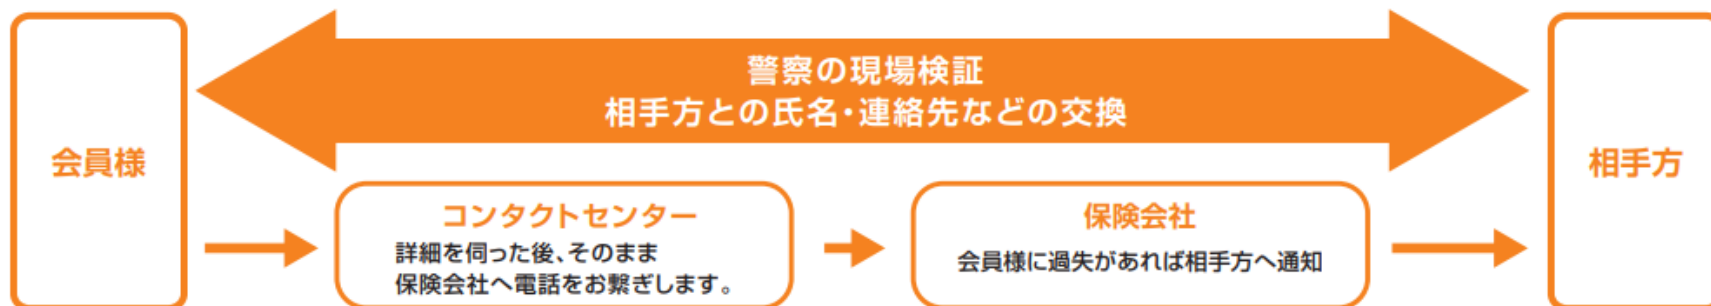 警察の現場検証
相手方との氏名・連絡先などの交換
会員様
コンタクトセンター
詳細を伺った後、そのまま
保険会社へ電話をお繋ぎします。
保険会社
会員様に過失があれば相手方へ通知
相手方